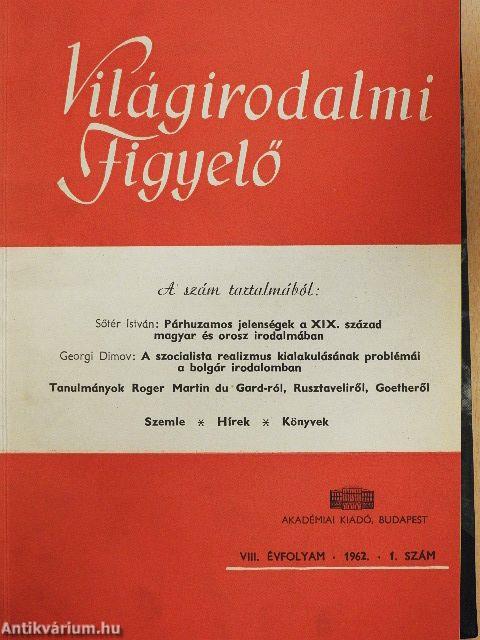 Világirodalmi
Figyelő
A szám tartalmából:
Sőtér István: Párhuzamos jelenségek a XIX. század
magyar és orosz irodalmában
Georgi Dimov: A szocialista realizmus kialakulásának problémái
a bolgár irodalomban
Tanulmányok Roger Martin du Gard-ról, Rusztaveliről, Goetheről
Szemle * Hírek * Könyvek
AKADÉMIAI KIADÓ, BUDAPEST
VIII. ÉVFOLYAM · 1962. · 1. SZÁM
Antikvárium.hu